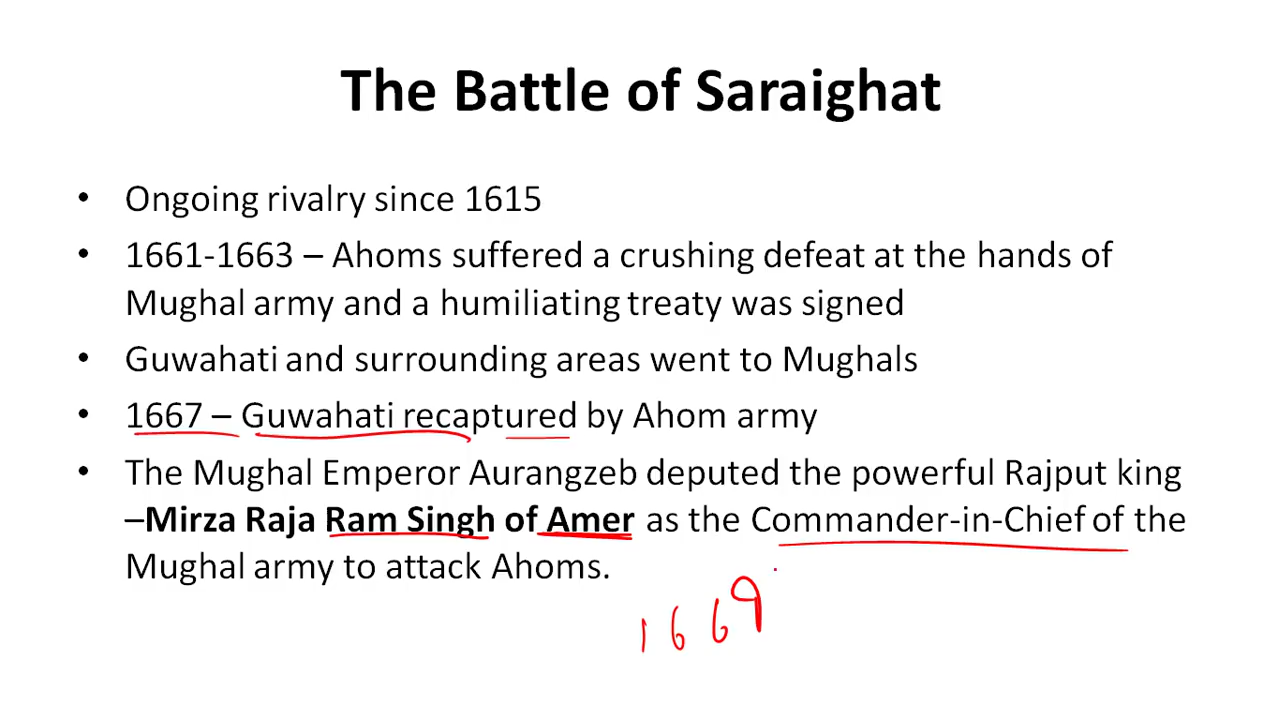 The Battle of Saraighat
• Ongoing rivalry since 1615
• 1661-1663 – Ahoms suffered a crushing defeat at the hands of
Mughal army and a humiliating treaty was signed
• Guwahati and surrounding areas went to Mughals
• 1667 – Guwahati recaptured by Ahom army
• The Mughal Emperor Aurangzeb deputed the powerful Rajput king
–Mirza Raja Ram Singh of Amer as the Commander-in-Chief of the
Mughal army to attack Ahoms.
1669